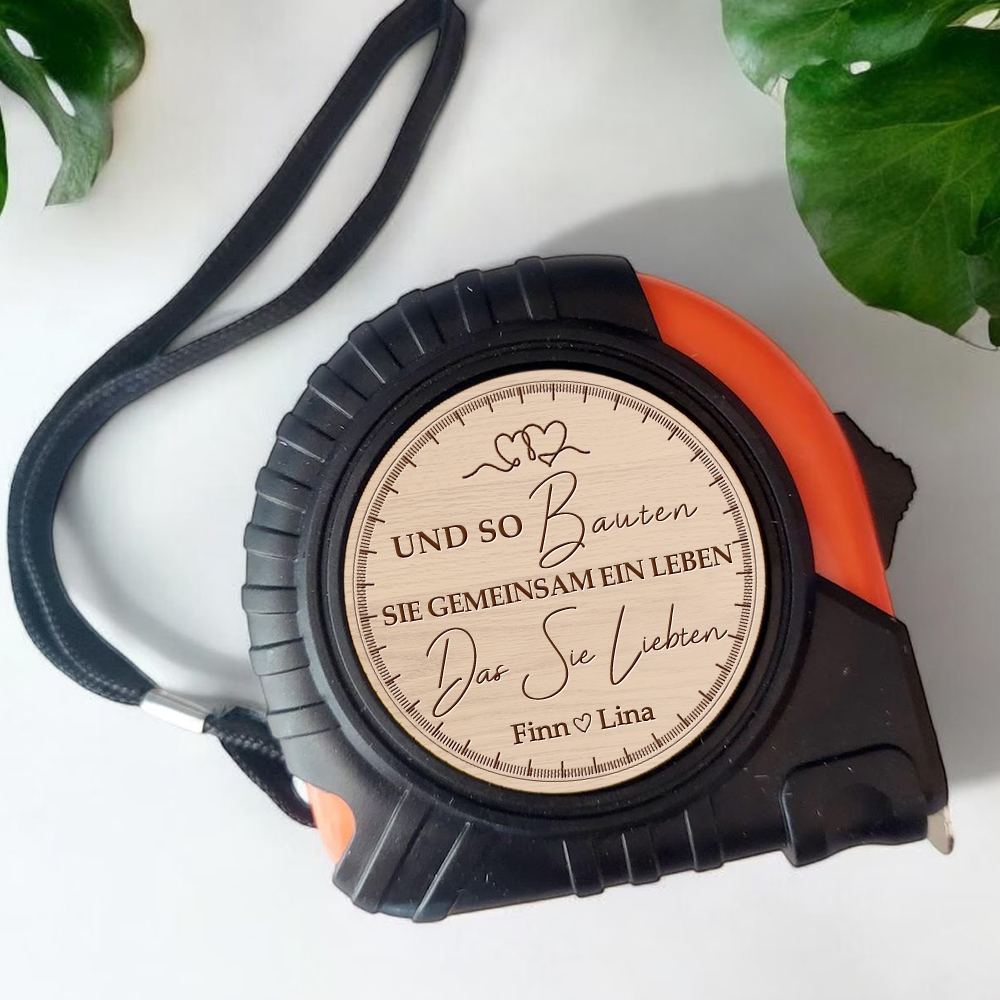 UND SO Bauten
SIE GEMEINSAM EIN LEBEN
Das Sie Liebten
Finn♡Lina